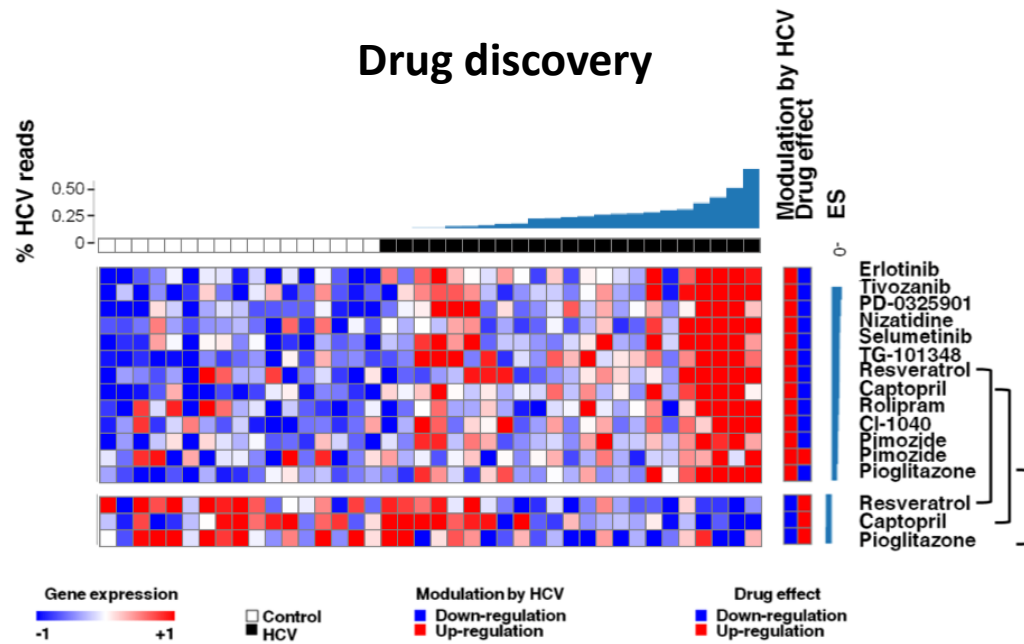 Drug discovery
% HCV reads
0.50
0.25
0
Modulation by HCV
Drug effect
ES
0
Erlotinib
Tivozanib
PD-0325901
Nizatidine
Selumetinib
TG-101348
Resveratrol
Captopril
Rolipram
CI-1040
Pimozide
Pimozide
Pioglitazone
Resveratrol
Captopril
Pioglitazone
Gene expression
-1 +1
Control
HCV
Modulation by HCV
Down-regulation
Up-regulation
Drug effect
Down-regulation
Up-regulation